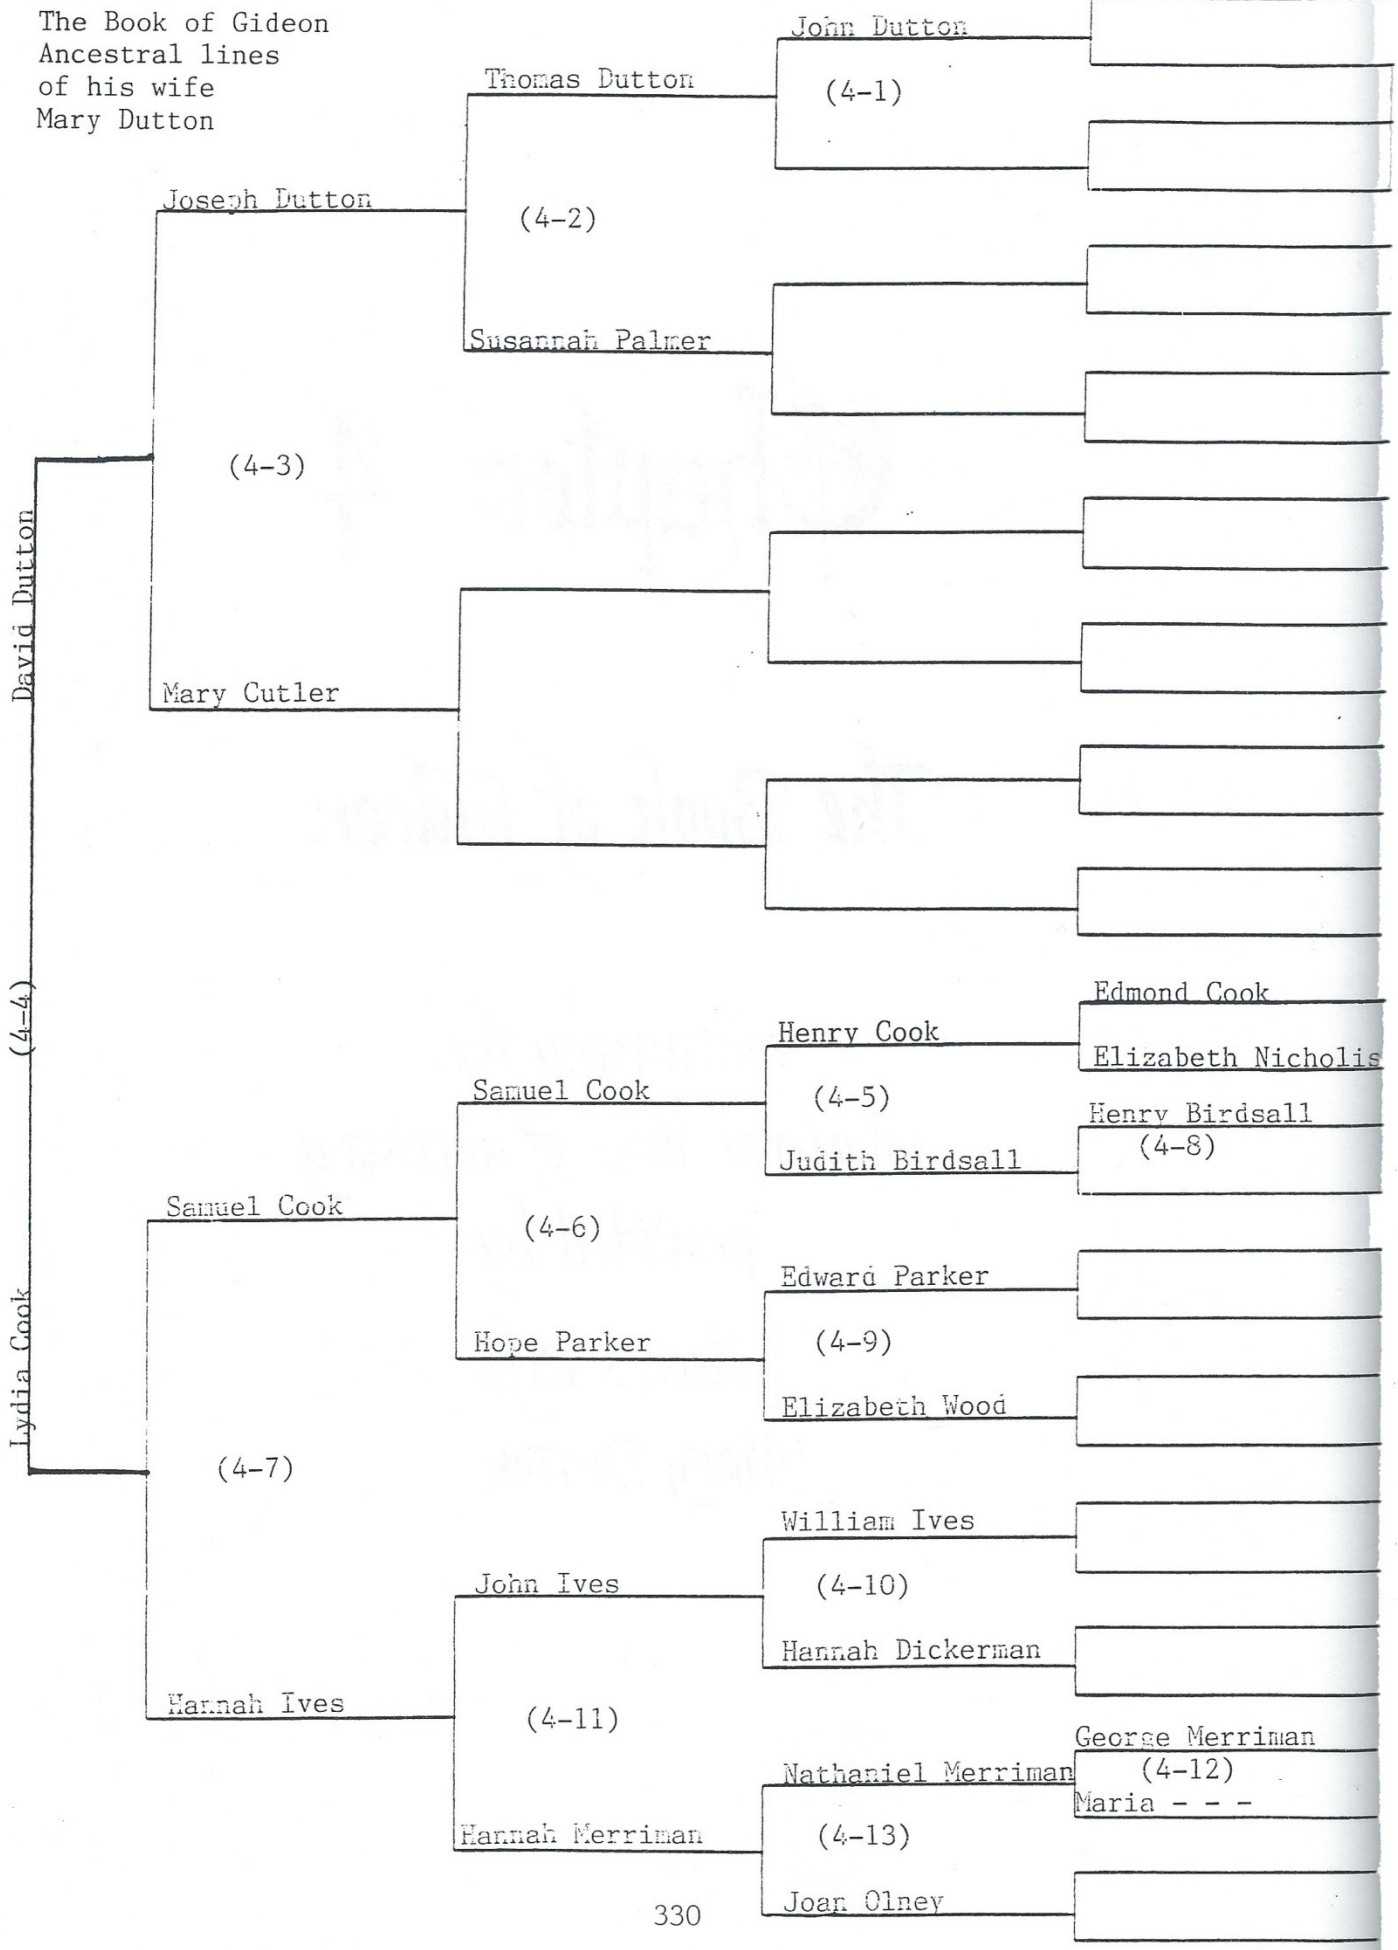 The Book of Gideon
Ancestral lines
of his wife
Mary Dutton
John Dutton
Thomas Dutton
(4-1)
Joseph Dutton
(4-2)
Susannah Palmer
(4-3)
David Dutton
Mary Cutler
(4-4)
Edmond Cook
Henry Cook
Elizabeth Nicholis
Samuel Cook
(4-5)
Henry Birdsall
(4-8)
Judith Birdsall
Samuel Cook
(4-6)
Edward Parker
Hope Parker
(4-9)
Lydia Cook
Elizabeth Wood
(4-7)
William Ives
John Ives
(4-10)
Hannah Dickerman
Hannah Ives
(4-11)
George Merriman
Nathaniel Merriman
(4-12)
Maria - - -
Hannah Merriman
(4-13)
Joan Olney
330